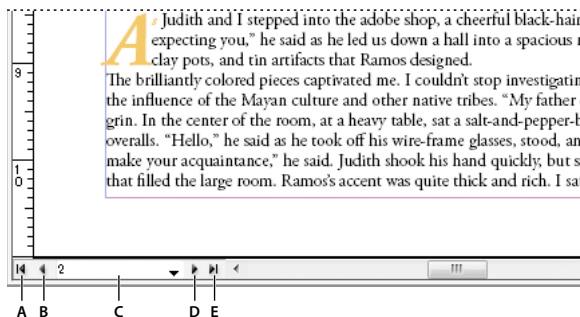 As Judith and I stepped into the adobe shop, a cheerful black-hair
expecting you,” he said as he led us down a hall into a spacious r
clay pots, and tin artifacts that Ramos designed.
9
The brilliantly colored pieces captivated me. I couldn’t stop investigatin
the influence of the Mayan culture and other native tribes. “My father
grin. In the center of the room, at a heavy table, sat a salt-and-pepper-b
overalls. “Hello,” he said as he took off his wire-frame glasses, stood, an
make your acquaintance,” he said. Judith shook his hand quickly, but s
10
that filled the large room. Ramos’s accent was quite thick and rich. I sa
2
A B C D E